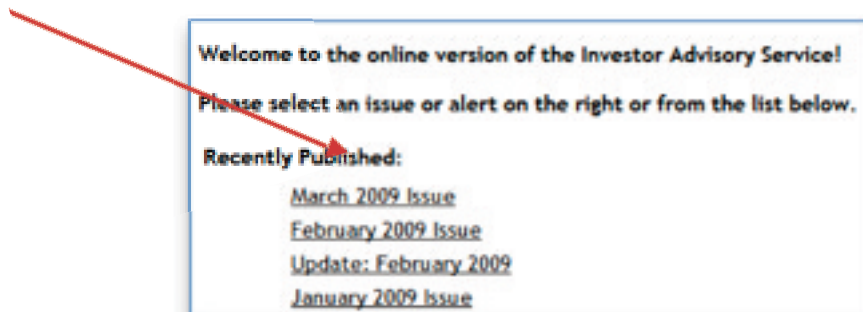 Welcome to the online version of the Investor Advisory Service!
Please select an issue or alert on the right or from the list below.
Recently Published:
March 2009 Issue
February 2009 Issue
Update: February 2009
January 2009 Issue